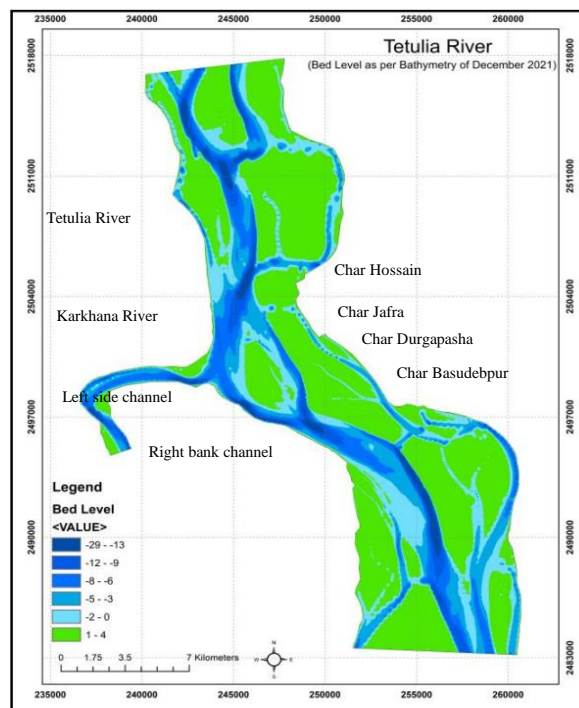 235000 240000 245000 250000 255000 260000
2518000
2518000
Tetulia River
(Bed Level as per Bathymetry of December 2021)
2511000
2511000
Tetulia River
Char Hossain
2504000
2504000
Karkhana River
Char Jafra
Char Durgapasha
Char Basudebpur
Left side channel
2497000
2497000
Right bank channel
Legend
Bed Level
<VALUE>
-29 - -13
-12 - -9
-8 - -6
-5 - -3
-2 - 0
1 - 4
2490000
2490000
0 1.75 3.5 7 Kilometers
N
W E
S
2483000
2483000
235000 240000 245000 250000 255000 260000